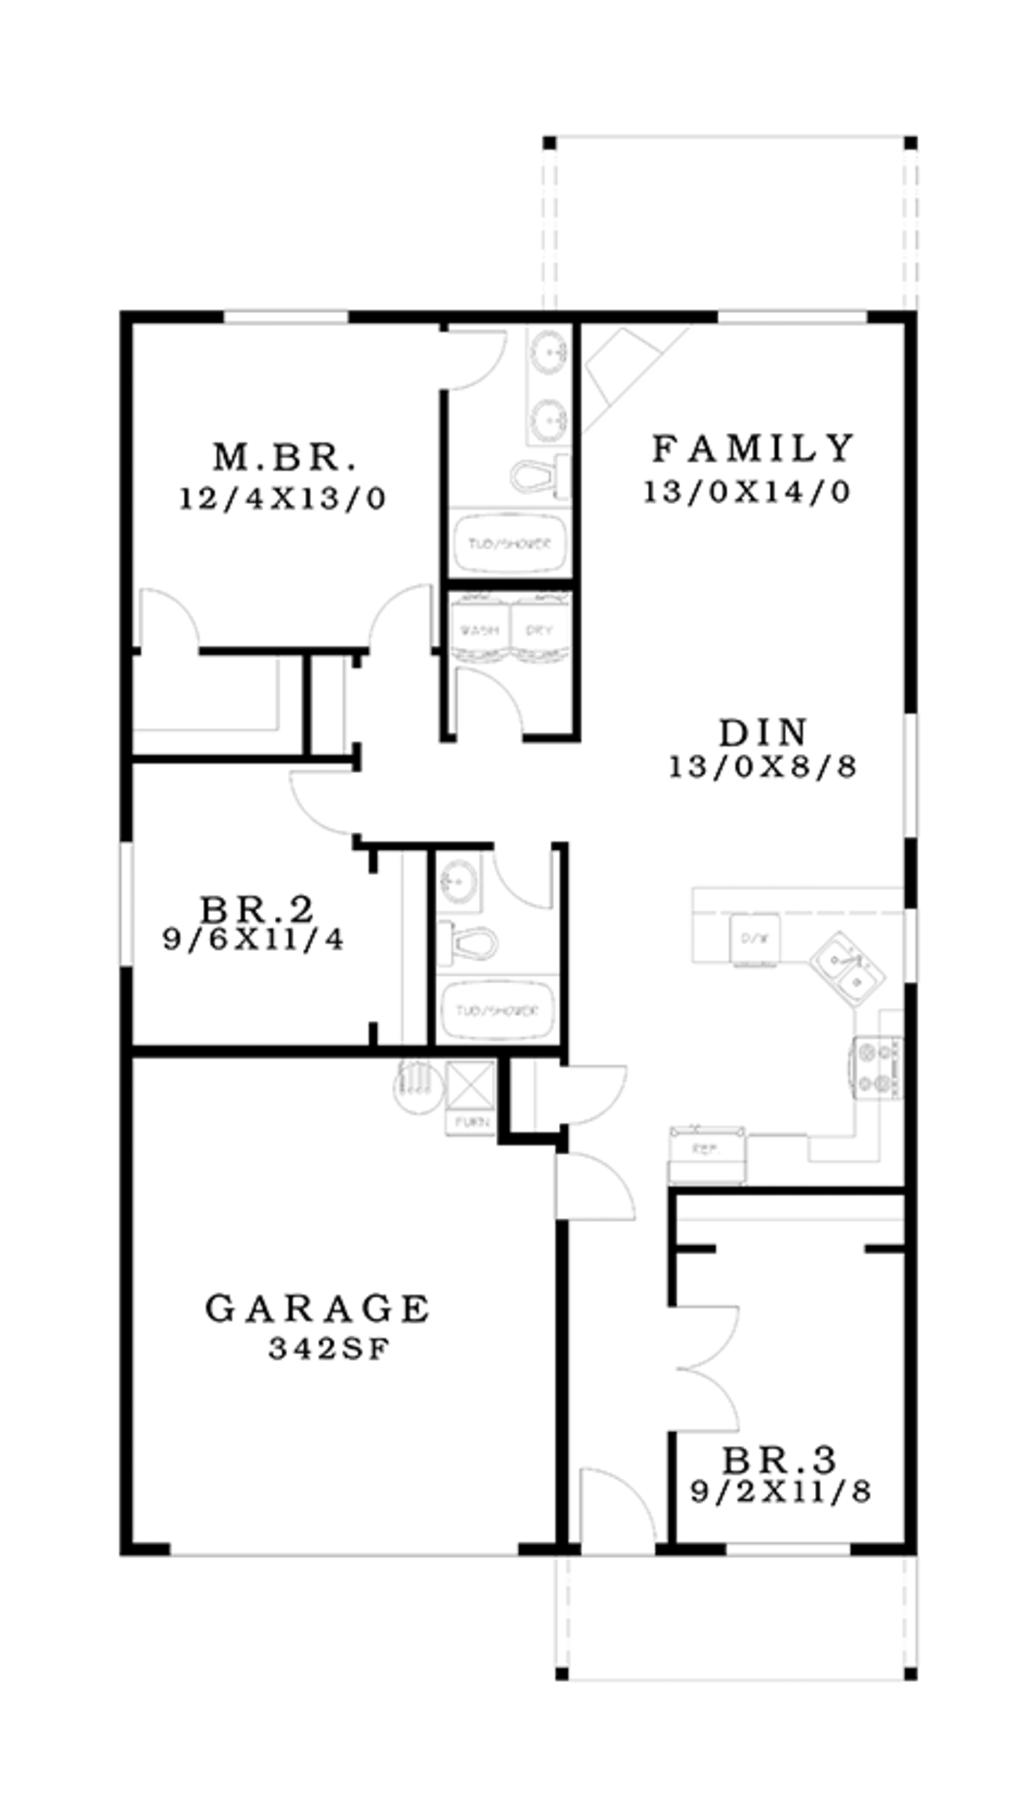 M.BR.
12/4X13/0
FAMILY
13/0X14/0
TUB/SHOWER
WASH DRY
DIN
13/0X8/8
BR.2
9/6X11/4
D/W
TUB/SHOWER
FURN
REF.
GARAGE
342SF
BR.3
9/2X11/8